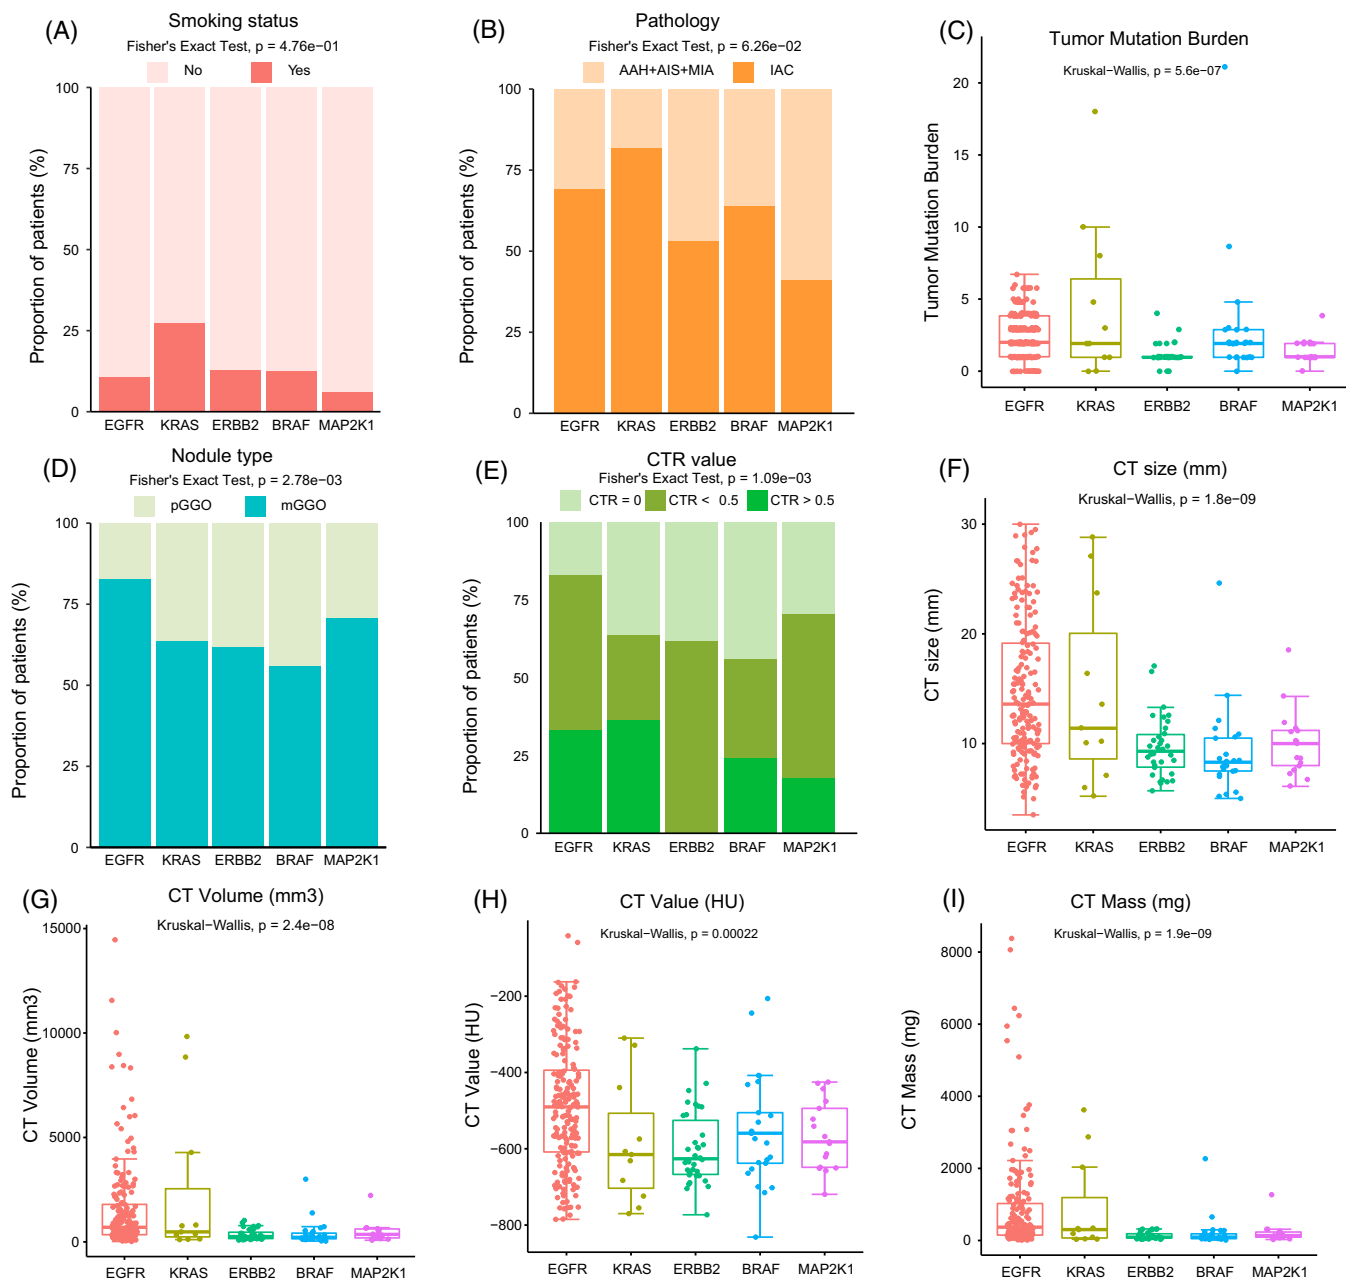 (A)
Smoking status
Fisher's Exact Test, p = 4.76e−01
No
Yes
Proportion of patients (%)
100
75
50
25
0
EGFR
KRAS
ERBB2
BRAF
MAP2K1
(B)
Pathology
Fisher's Exact Test, p = 6.26e−02
AAH+AIS+MIA
IAC
Proportion of patients (%)
100
75
50
25
0
EGFR
KRAS
ERBB2
BRAF
MAP2K1
(C)
Tumor Mutation Burden
Kruskal−Wallis, p = 5.6e−07
Tumor Mutation Burden
20
15
10
5
0
EGFR
KRAS
ERBB2
BRAF
MAP2K1
(D)
Nodule type
Fisher's Exact Test, p = 2.78e−03
pGGO
mGGO
Proportion of patients (%)
100
75
50
25
0
EGFR
KRAS
ERBB2
BRAF
MAP2K1
(E)
CTR value
Fisher's Exact Test, p = 1.09e−03
CTR = 0
CTR < 0.5
CTR > 0.5
Proportion of patients (%)
100
75
50
25
0
EGFR
KRAS
ERBB2
BRAF
MAP2K1
(F)
CT size (mm)
Kruskal−Wallis, p = 1.8e−09
CT size (mm)
30
20
10
EGFR
KRAS
ERBB2
BRAF
MAP2K1
(G)
CT Volume (mm3)
Kruskal−Wallis, p = 2.4e−08
CT Volume (mm3)
15000
10000
5000
0
EGFR
KRAS
ERBB2
BRAF
MAP2K1
(H)
CT Value (HU)
Kruskal−Wallis, p = 0.00022
CT Value (HU)
−200
−400
−600
−800
EGFR
KRAS
ERBB2
BRAF
MAP2K1
(I)
CT Mass (mg)
Kruskal−Wallis, p = 1.9e−09
CT Mass (mg)
8000
6000
4000
2000
0
EGFR
KRAS
ERBB2
BRAF
MAP2K1